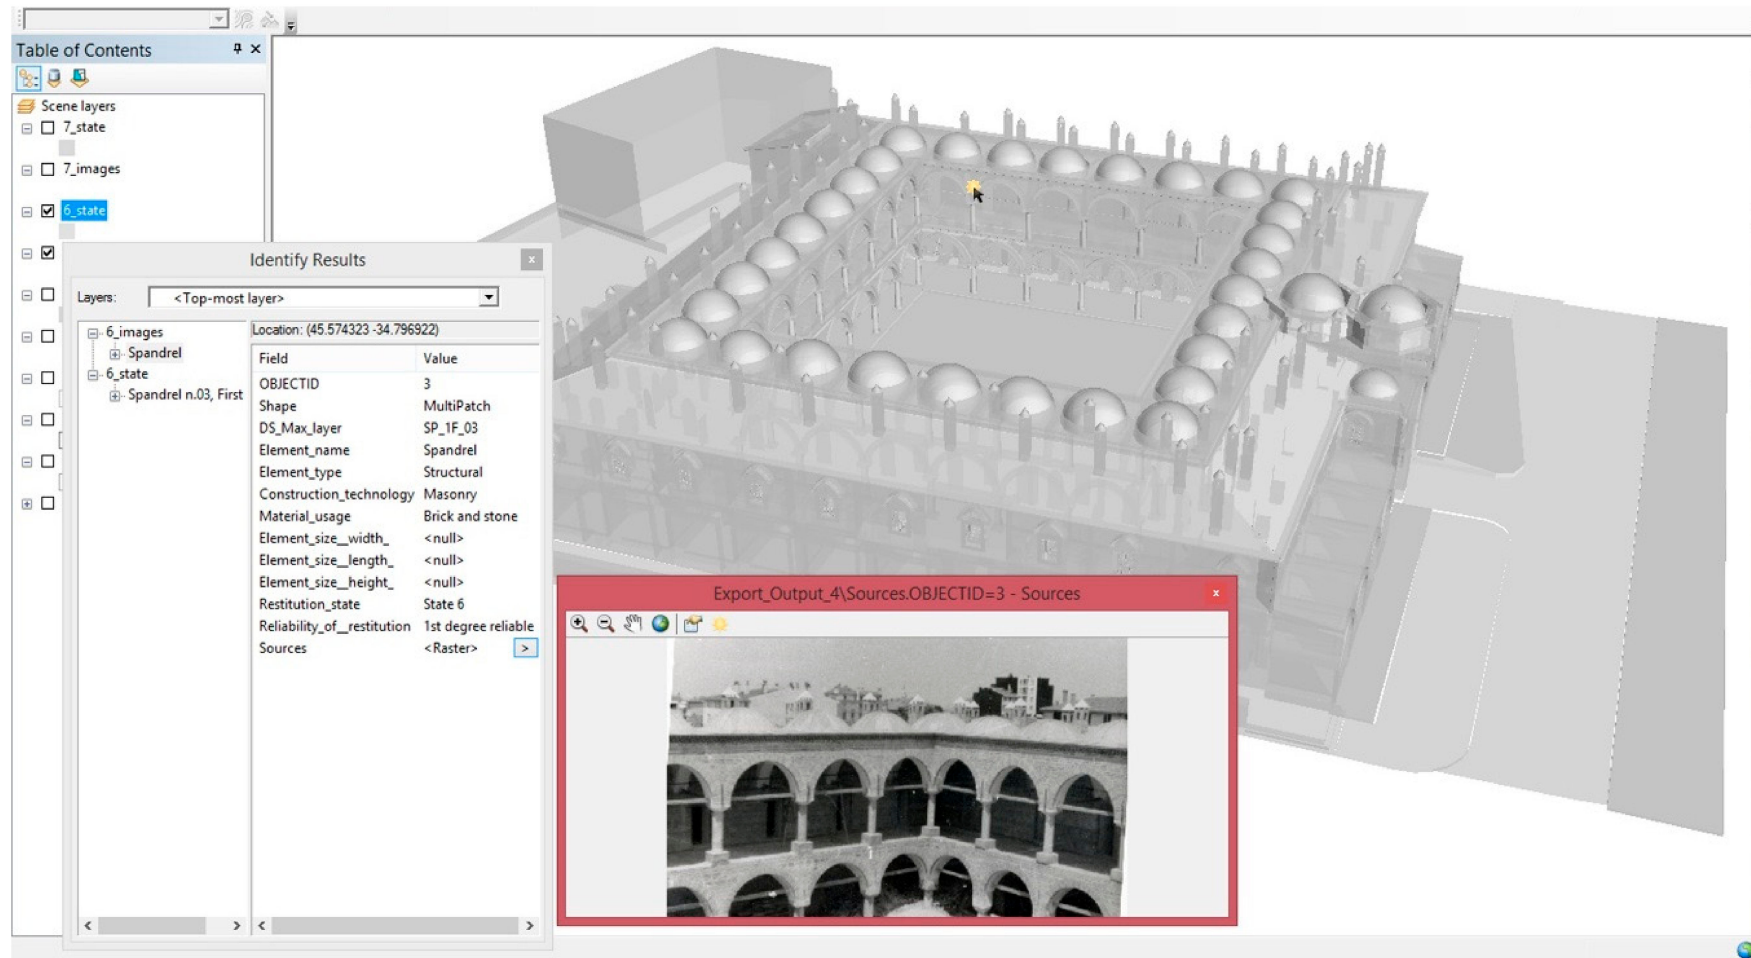 Table of Contents
Scene layers
7_state
7_images
6_state
Identify Results
Layers: <Top-most layer>
6_images
Spandrel
6_state
Spandrel n.03, First
Location: (45.574323 -34.796922)
Field Value
OBJECTID 3
Shape MultiPatch
DS_Max_layer SP_1F_03
Element_name Spandrel
Element_type Structural
Construction_technology Masonry
Material_usage Brick and stone
Element_size__width_ <null>
Element_size__length_ <null>
Element_size__height_ <null>
Restitution_state State 6
Reliability_of__restitution 1st degree reliable
Sources <Raster> >
Export_Output_4\Sources.OBJECTID=3 - Sources